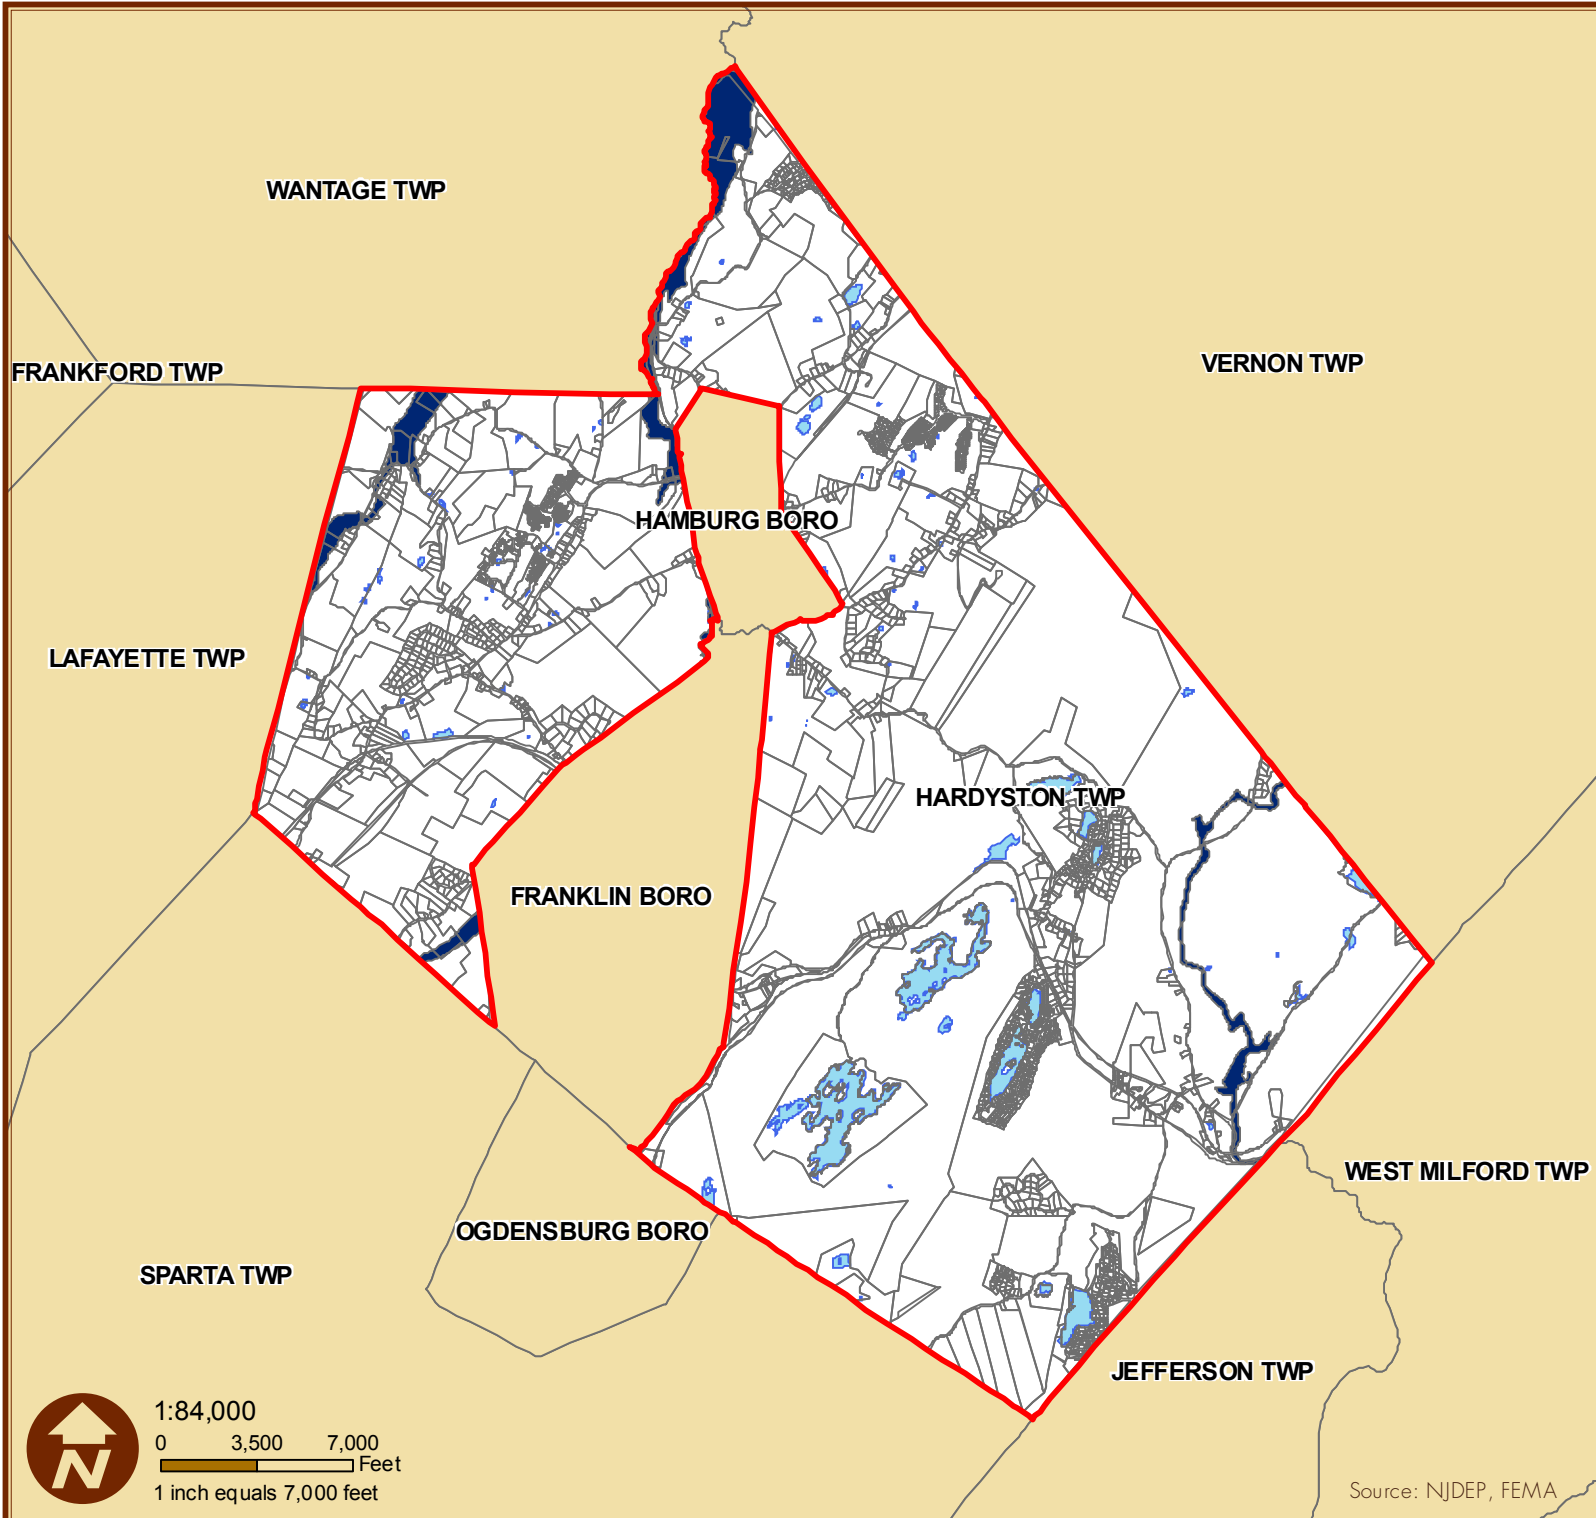 WANTAGE TWP
VERNON TWP
FRANKFORD TWP
HAMBURG BORO
LAFAYETTE TWP
HARDYSTON TWP
FRANKLIN BORO
WEST MILFORD TWP
OGDENSBURG BORO
SPARTA TWP
JEFFERSON TWP
N
1:84,000
0 3,500 7,000
Feet
1 inch equals 7,000 feet
Source: NJDEP, FEMA